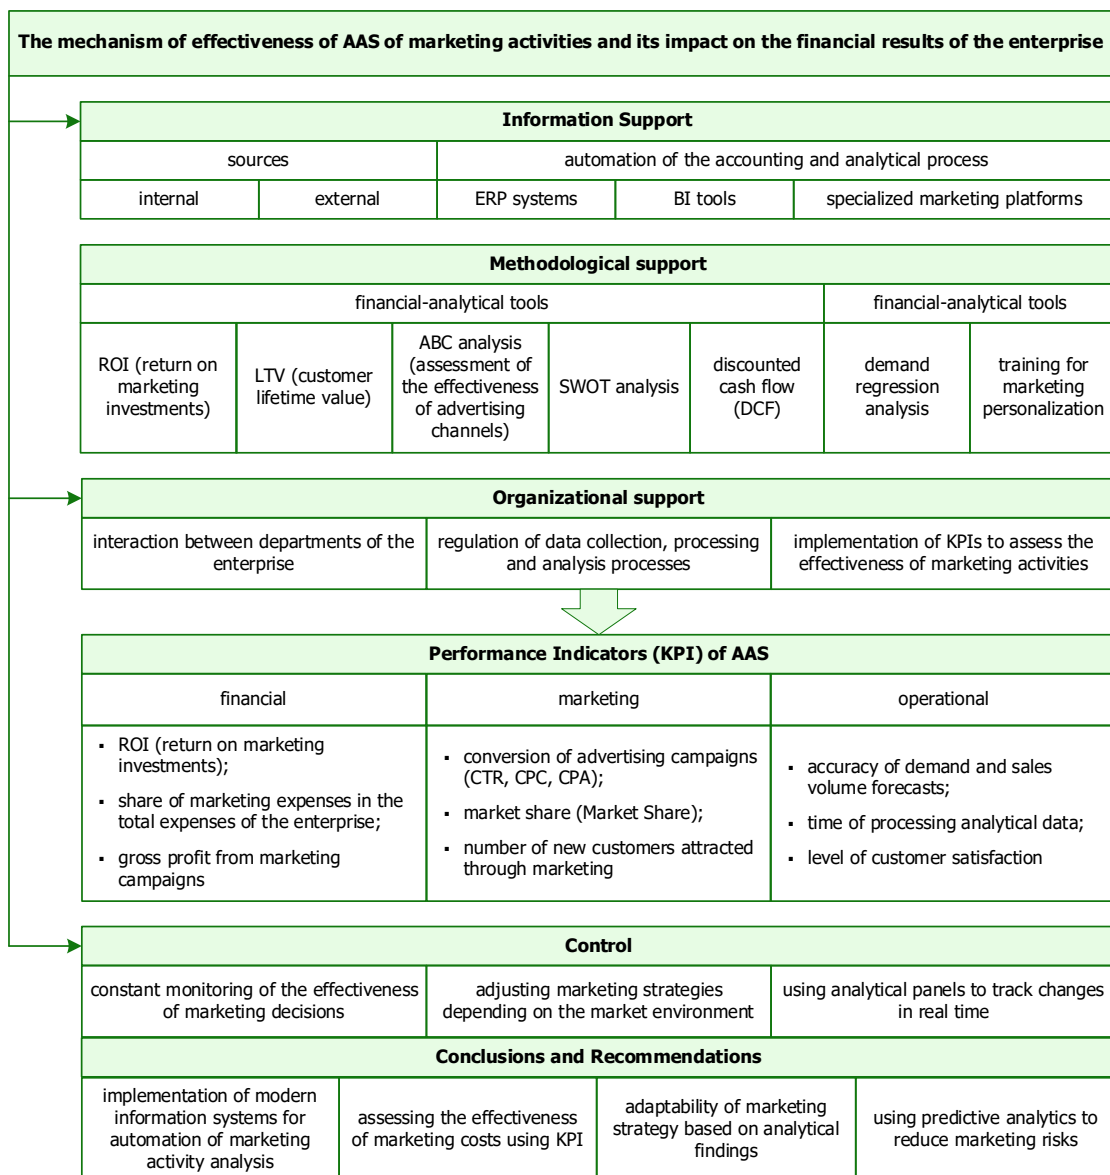 The mechanism of effectiveness of AAS of marketing activities and its impact on the financial results of the enterprise
Information Support
sources
automation of the accounting and analytical process
internal
external
ERP systems
BI tools
specialized marketing platforms
Methodological support
financial-analytical tools
financial-analytical tools
ROI (return on
marketing
investments)
LTV (customer
lifetime value)
ABC analysis
(assessment of
the effectiveness
of advertising
channels)
SWOT analysis
discounted
cash flow
(DCF)
demand
regression
analysis
training for
marketing
personalization
Organizational support
interaction between departments of the
enterprise
regulation of data collection, processing
and analysis processes
implementation of KPIs to assess the
effectiveness of marketing activities
Performance Indicators (KPI) of AAS
financial
marketing
operational
▪ ROI (return on marketing
investments);
▪ share of marketing expenses in the
total expenses of the enterprise;
▪ gross profit from marketing
campaigns
▪ conversion of advertising campaigns
(CTR, CPC, CPA);
▪ market share (Market Share);
▪ number of new customers attracted
through marketing
▪ accuracy of demand and sales
volume forecasts;
▪ time of processing analytical data;
▪ level of customer satisfaction
Control
constant monitoring of the effectiveness
of marketing decisions
adjusting marketing strategies
depending on the market environment
using analytical panels to track changes
in real time
Conclusions and Recommendations
implementation of modern
information systems for
automation of marketing
activity analysis
assessing the effectiveness
of marketing costs using KPI
adaptability of marketing
strategy based on analytical
findings
using predictive analytics to
reduce marketing risks